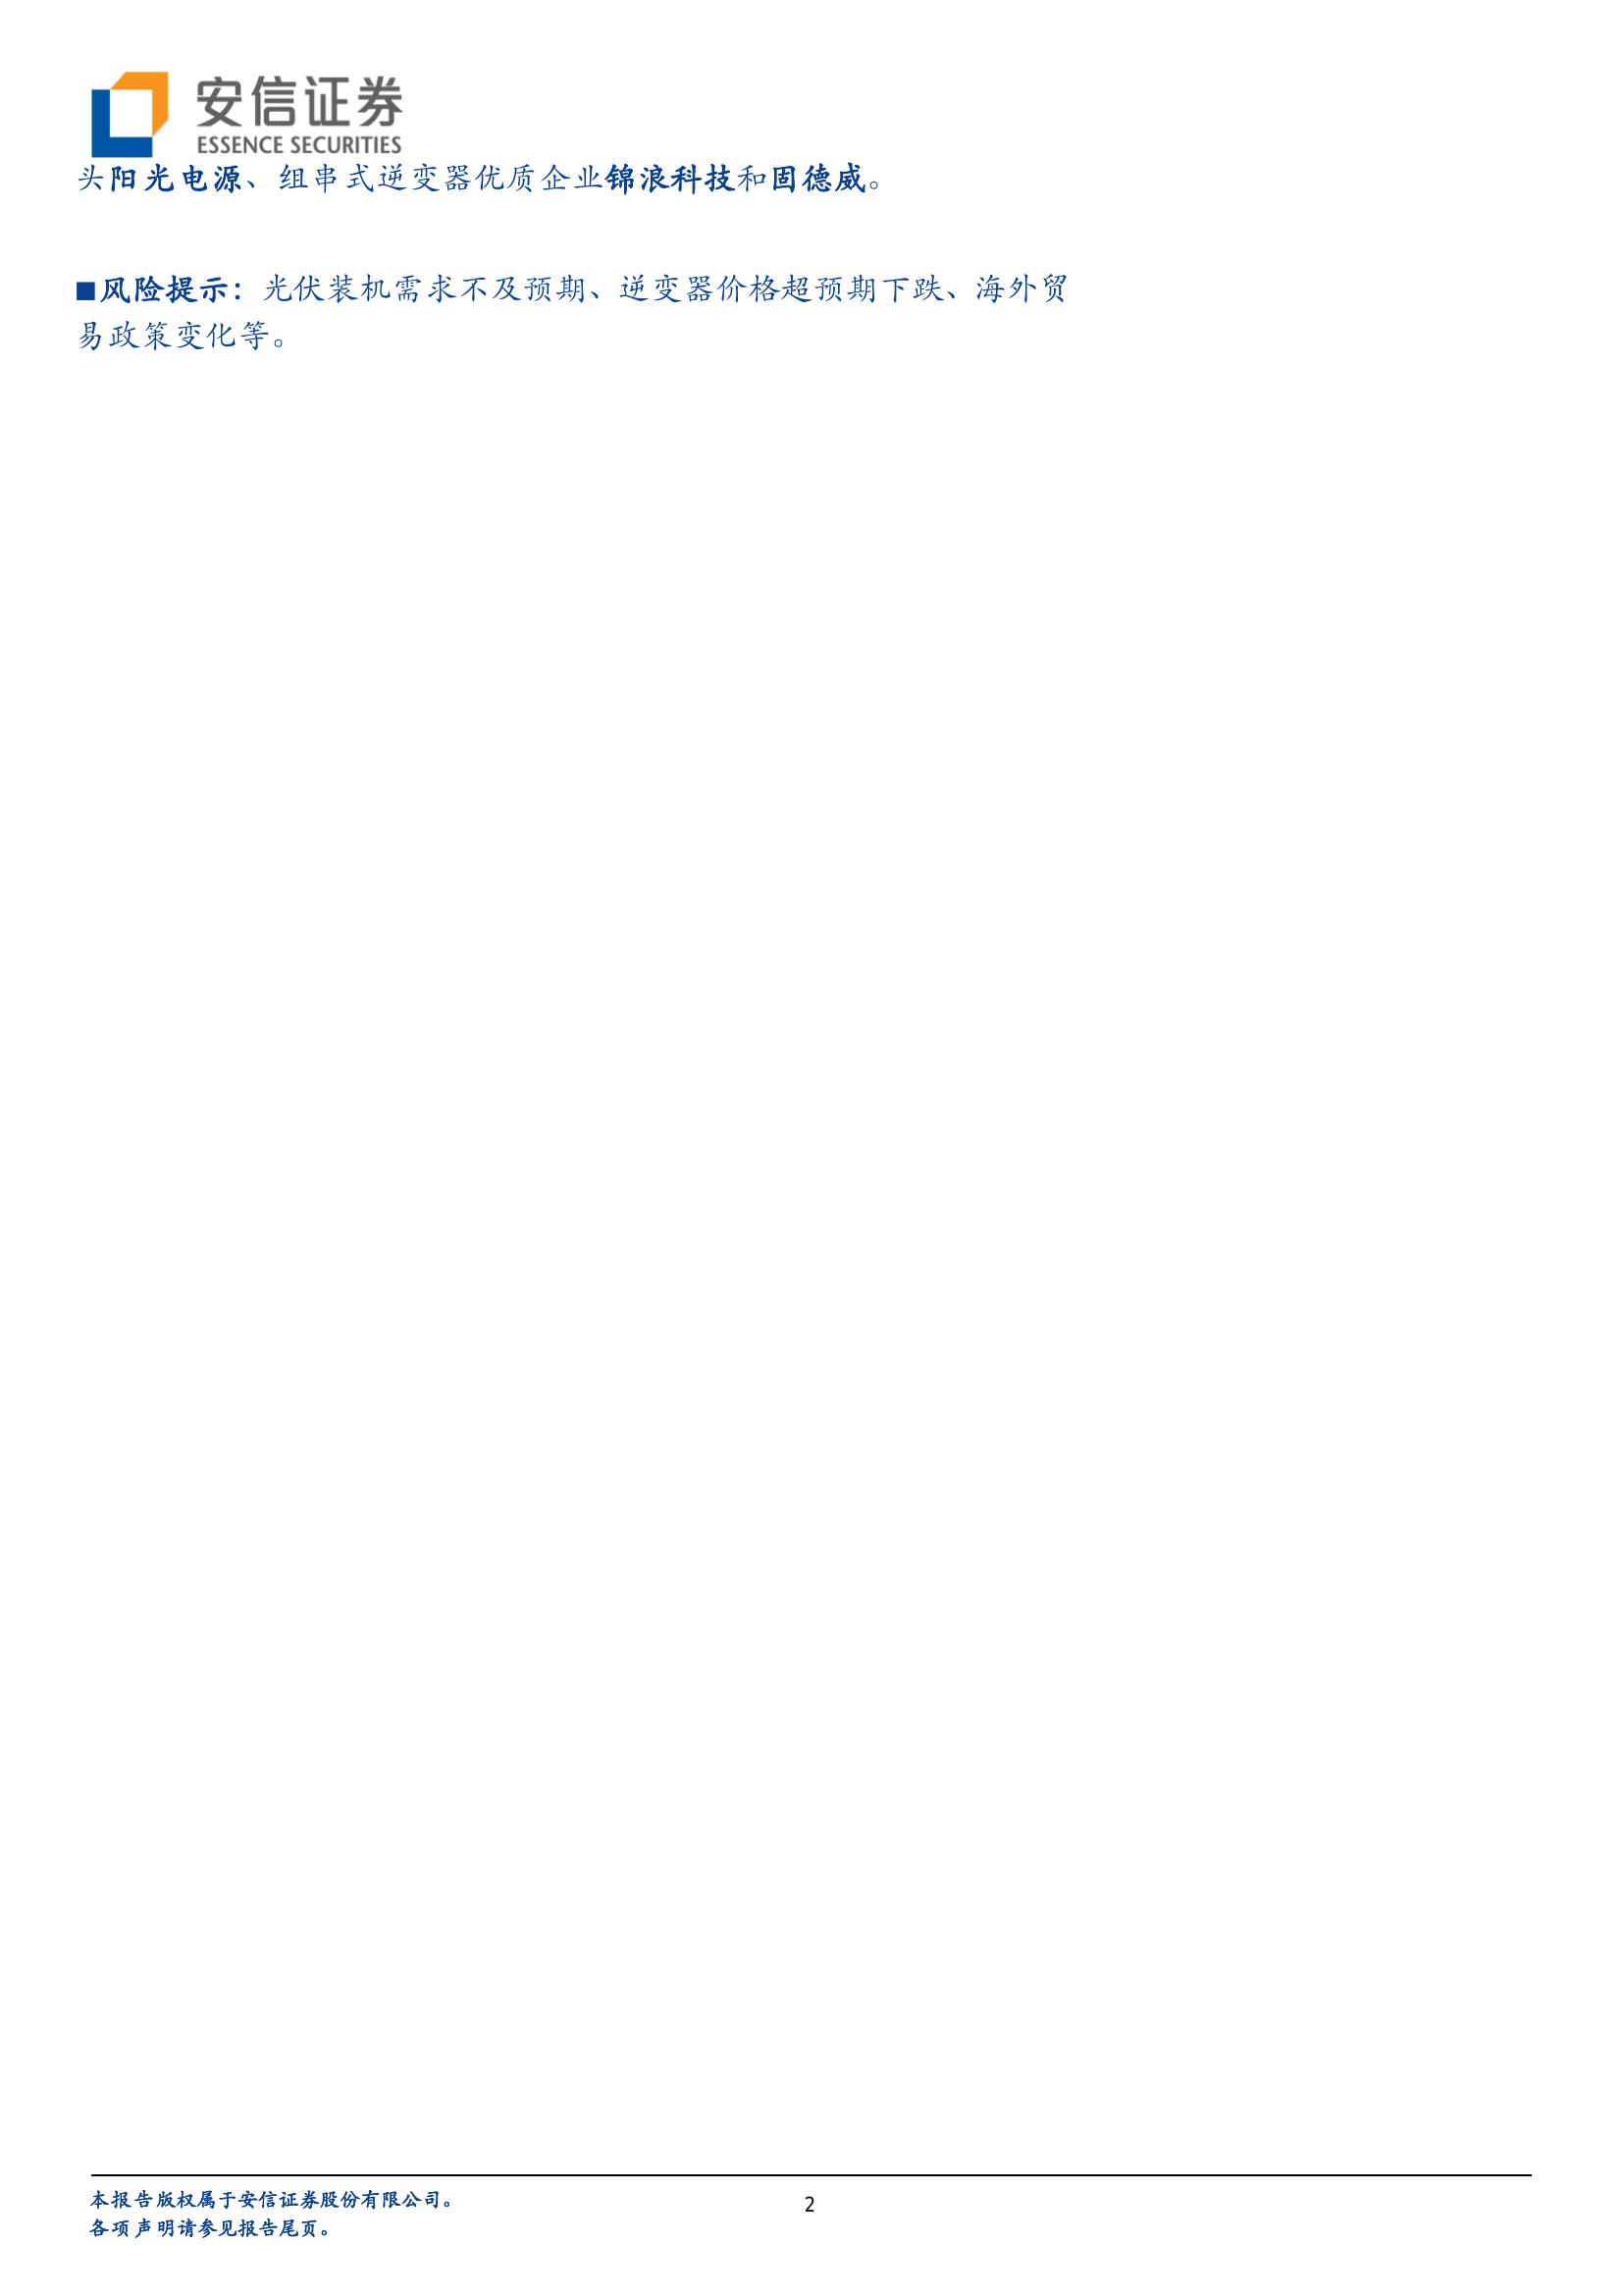 安信证券
ESSENCE SECURITIES
头阳光电源、组串式逆变器优质企业锦浪科技和固德威。
■风险提示：光伏装机需求不及预期、逆变器价格超预期下跌、海外贸
易政策变化等。
本报告版权属于安信证券股份有限公司。
各项声明请参见报告尾页。
2